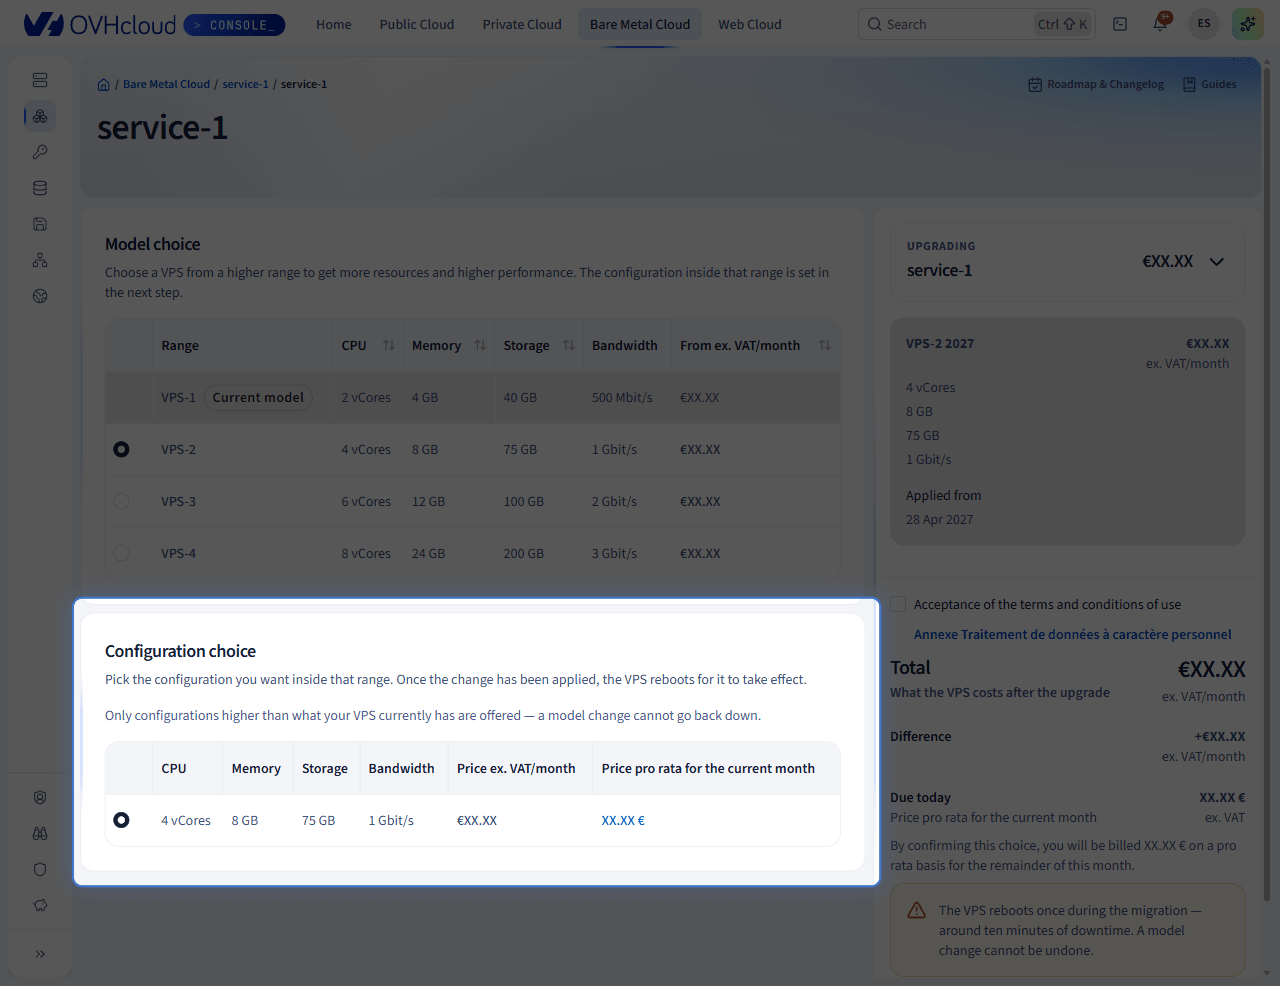 OVHcloud
> CONSOLE_
Home
Public Cloud
Private Cloud
Bare Metal Cloud
Web Cloud
Search
Ctrl ⇧ K
9+
ES
/ Bare Metal Cloud / service-1 / service-1
Roadmap & Changelog
Guides
service-1
Model choice
Choose a VPS from a higher range to get more resources and higher performance. The configuration inside that range is set in
the next step.
Range CPU Memory Storage Bandwidth From ex. VAT/month
VPS-1 Current model 2 vCores 4 GB 40 GB 500 Mbit/s €XX.XX
VPS-2 4 vCores 8 GB 75 GB 1 Gbit/s €XX.XX
VPS-3 6 vCores 12 GB 100 GB 2 Gbit/s €XX.XX
VPS-4 8 vCores 24 GB 200 GB 3 Gbit/s €XX.XX
Configuration choice
Pick the configuration you want inside that range. Once the change has been applied, the VPS reboots for it to take effect.
Only configurations higher than what your VPS currently has are offered — a model change cannot go back down.
CPU Memory Storage Bandwidth Price ex. VAT/month Price pro rata for the current month
4 vCores 8 GB 75 GB 1 Gbit/s €XX.XX XX.XX €
UPGRADING
service-1
€XX.XX
VPS-2 2027 €XX.XX
ex. VAT/month
4 vCores
8 GB
75 GB
1 Gbit/s
Applied from
28 Apr 2027
Acceptance of the terms and conditions of use
Annexe Traitement de données à caractère personnel
Total €XX.XX
What the VPS costs after the upgrade ex. VAT/month
Difference +€XX.XX
ex. VAT/month
Due today XX.XX €
Price pro rata for the current month ex. VAT
By confirming this choice, you will be billed XX.XX € on a pro
rata basis for the remainder of this month.
The VPS reboots once during the migration —
around ten minutes of downtime. A model
change cannot be undone.